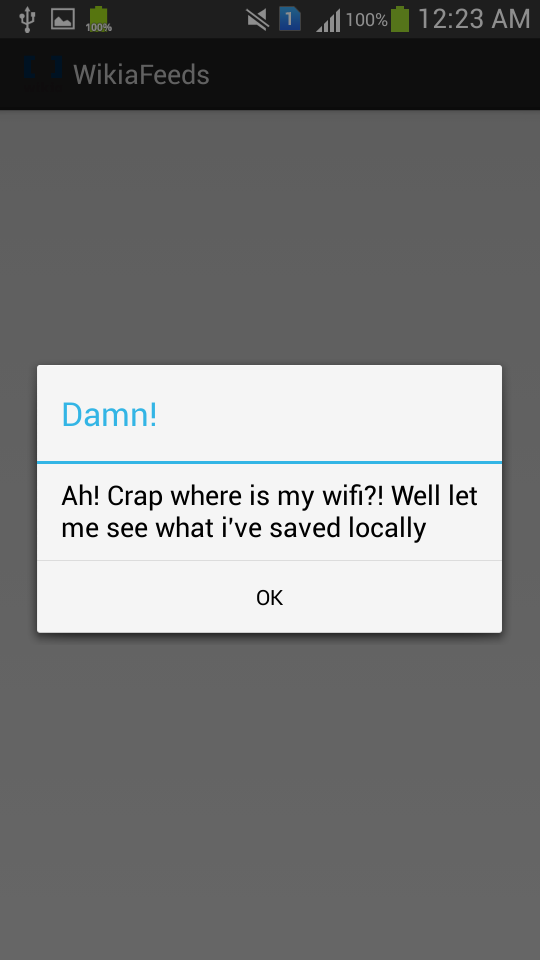 100%
1
100%
12:23 AM
WikiaFeeds
Damn!
Ah! Crap where is my wifi?! Well let
me see what i've saved locally
OK